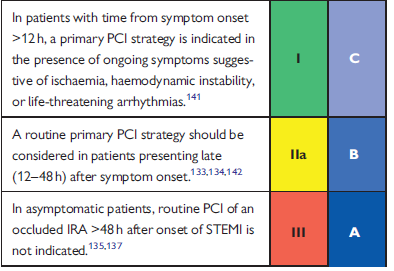 In patients with time from symptom onset
>12 h, a primary PCI strategy is indicated in
the presence of ongoing symptoms sugges-
tive of ischaemia, haemodynamic instability,
or life-threatening arrhythmias.141
I
C
A routine primary PCI strategy should be
considered in patients presenting late
(12–48 h) after symptom onset.133,134,142
IIa
B
In asymptomatic patients, routine PCI of an
occluded IRA >48 h after onset of STEMI is
not indicated.135,137
III
A